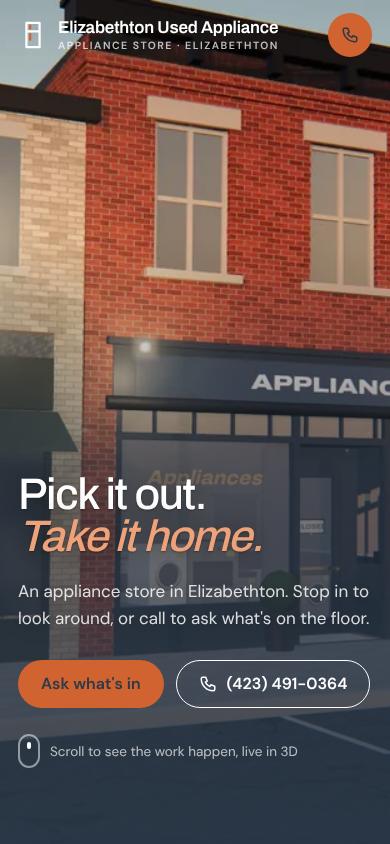 Elizabethton Used Appliance
APPLIANCE STORE · ELIZABETHTON
APPLIANC
Appliances
Pick it out.
Take it home.
An appliance store in Elizabethton. Stop in to
look around, or call to ask what's on the floor.
Ask what's in
(423) 491-0364
Scroll to see the work happen, live in 3D